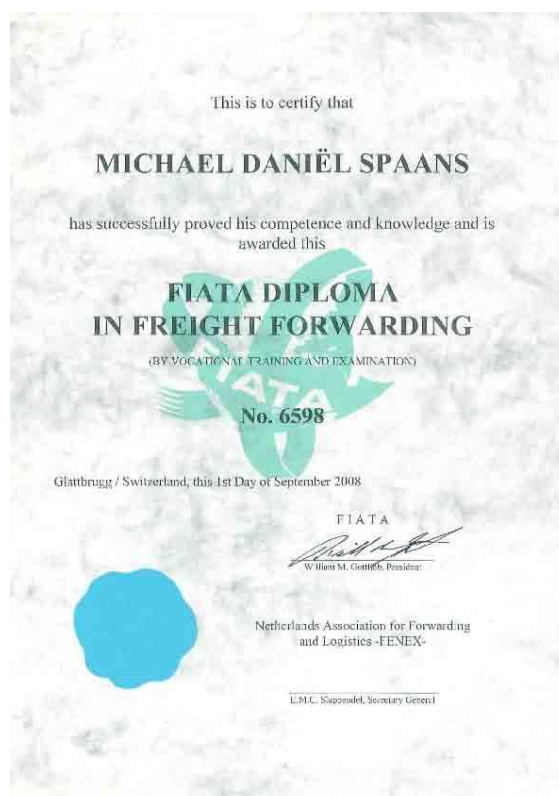 This is to certify that
MICHAEL DANIËL SPAANS
has successfully proved his competence and knowledge and is
awarded this
FIATA DIPLOMA
IN FREIGHT FORWARDING
(BY VOCATIONAL TRAINING AND EXAMINATION)
FIATA
No. 6598
Glattbrugg / Switzerland, this 1st Day of September 2008
FIATA
William M. Gottlieb, President
Netherlands Association for Forwarding
and Logistics -FENEX-
E.M.C. Slappendel, Secretary General